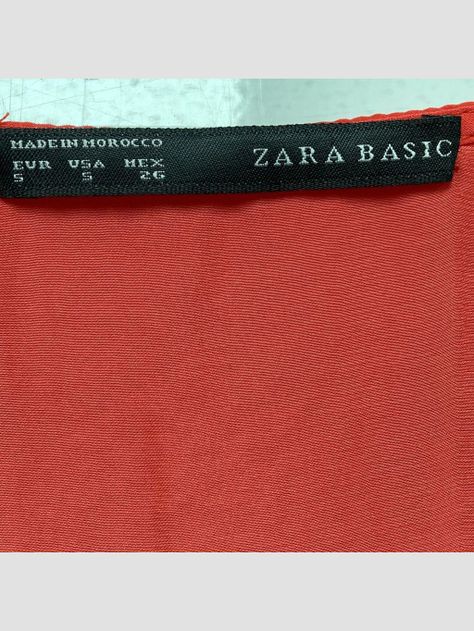 MADE IN MOROCCO
EUR USA MEX
S S 26
ZARA BASIC